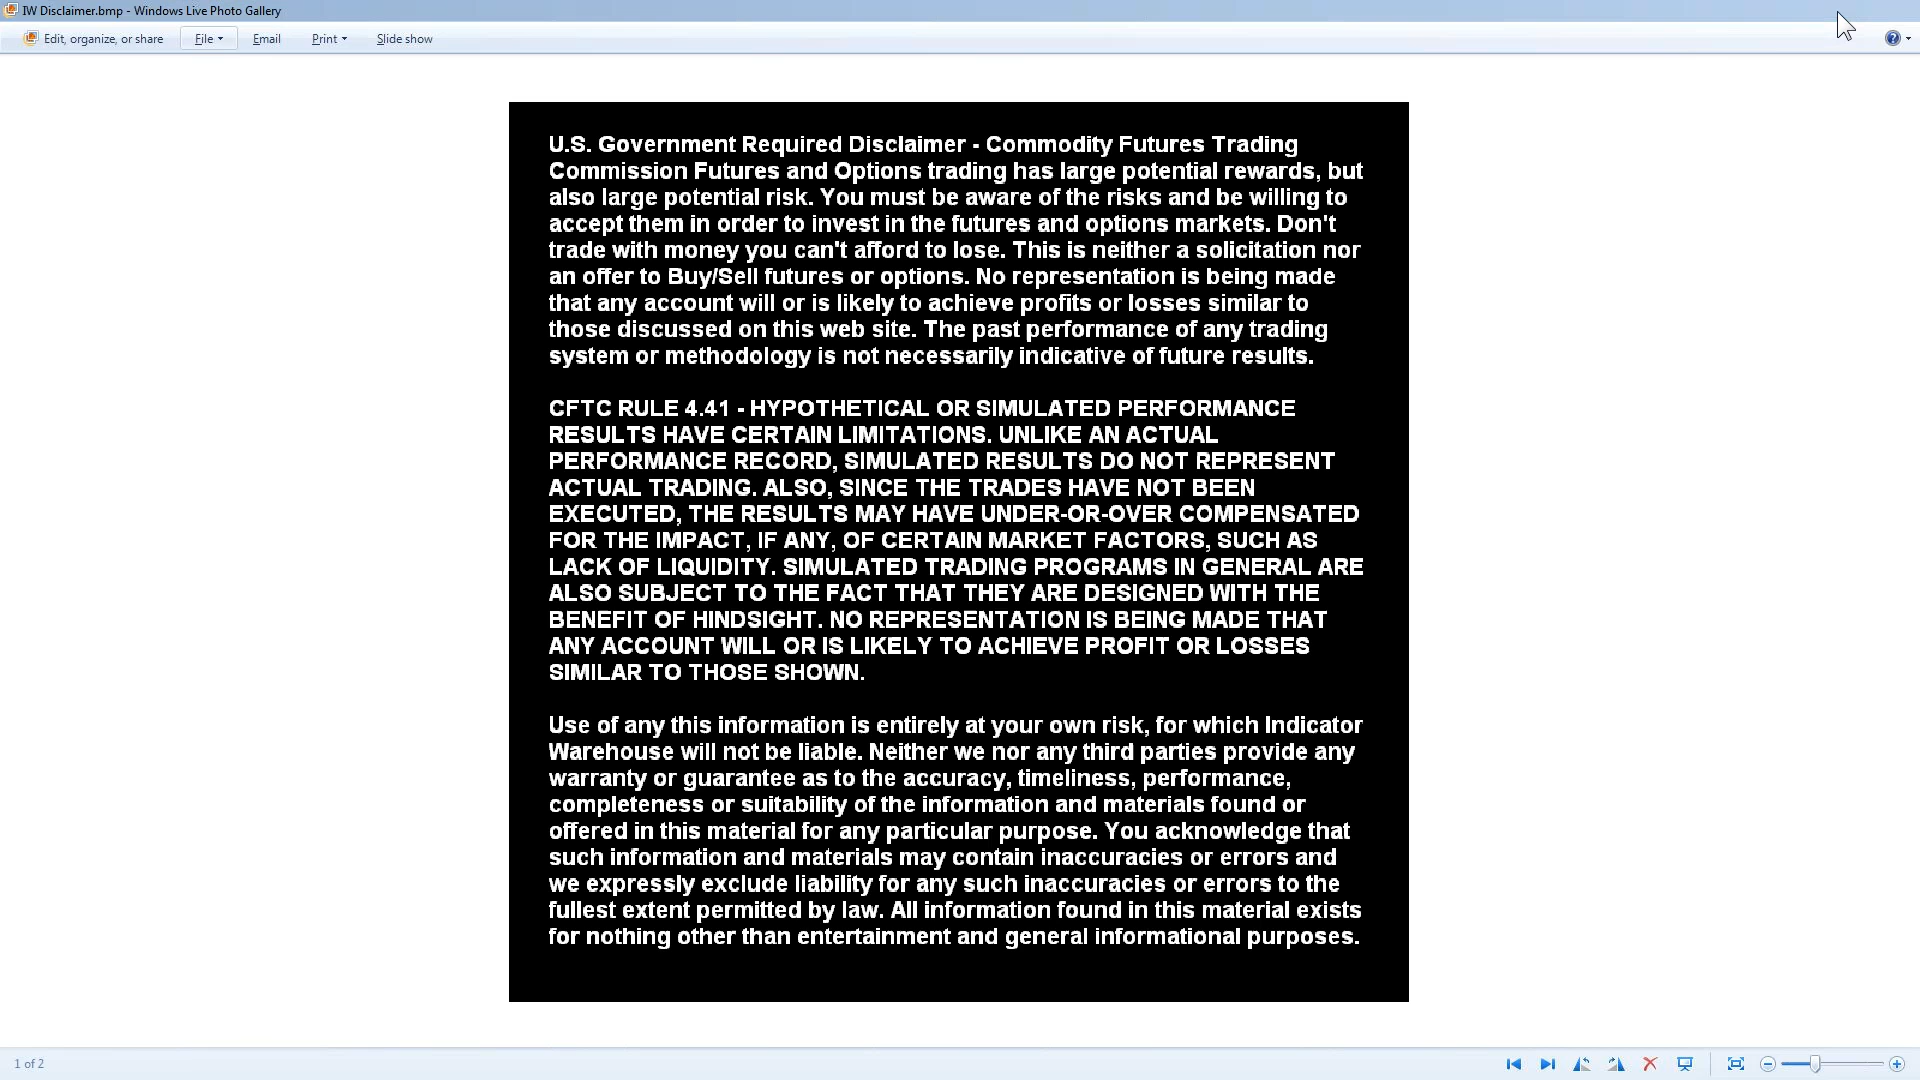 IW Disclaimer.bmp - Windows Live Photo Gallery
Edit, organize, or share File Email Print Slide show
U.S. Government Required Disclaimer - Commodity Futures Trading
Commission Futures and Options trading has large potential rewards, but
also large potential risk. You must be aware of the risks and be willing to
accept them in order to invest in the futures and options markets. Don't
trade with money you can't afford to lose. This is neither a solicitation nor
an offer to Buy/Sell futures or options. No representation is being made
that any account will or is likely to achieve profits or losses similar to
those discussed on this web site. The past performance of any trading
system or methodology is not necessarily indicative of future results.
CFTC RULE 4.41 - HYPOTHETICAL OR SIMULATED PERFORMANCE
RESULTS HAVE CERTAIN LIMITATIONS. UNLIKE AN ACTUAL
PERFORMANCE RECORD, SIMULATED RESULTS DO NOT REPRESENT
ACTUAL TRADING. ALSO, SINCE THE TRADES HAVE NOT BEEN
EXECUTED, THE RESULTS MAY HAVE UNDER-OR-OVER COMPENSATED
FOR THE IMPACT, IF ANY, OF CERTAIN MARKET FACTORS, SUCH AS
LACK OF LIQUIDITY. SIMULATED TRADING PROGRAMS IN GENERAL ARE
ALSO SUBJECT TO THE FACT THAT THEY ARE DESIGNED WITH THE
BENEFIT OF HINDSIGHT. NO REPRESENTATION IS BEING MADE THAT
ANY ACCOUNT WILL OR IS LIKELY TO ACHIEVE PROFIT OR LOSSES
SIMILAR TO THOSE SHOWN.
Use of any this information is entirely at your own risk, for which Indicator
Warehouse will not be liable. Neither we nor any third parties provide any
warranty or guarantee as to the accuracy, timeliness, performance,
completeness or suitability of the information and materials found or
offered in this material for any particular purpose. You acknowledge that
such information and materials may contain inaccuracies or errors and
we expressly exclude liability for any such inaccuracies or errors to the
fullest extent permitted by law. All information found in this material exists
for nothing other than entertainment and general informational purposes.
1 of 2